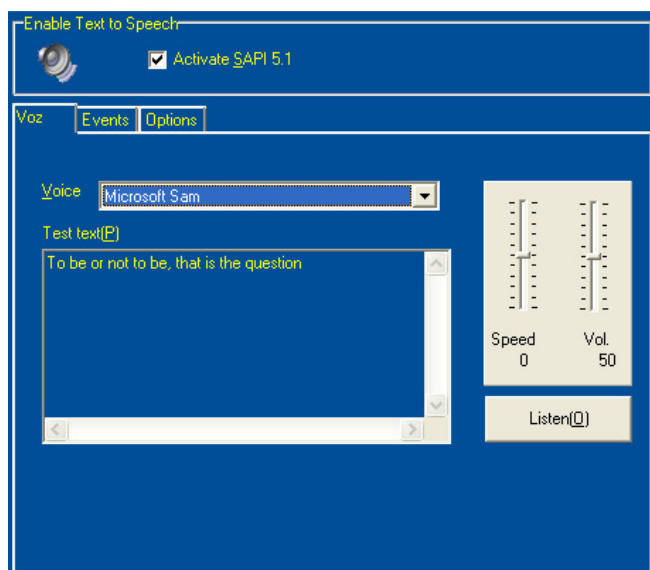 Enable Text to Speech
Activate SAPI 5.1
Voz Events Options
Voice Microsoft Sam
Test text(P)
To be or not to be, that is the question
Speed Vol.
0 50
Listen(O)